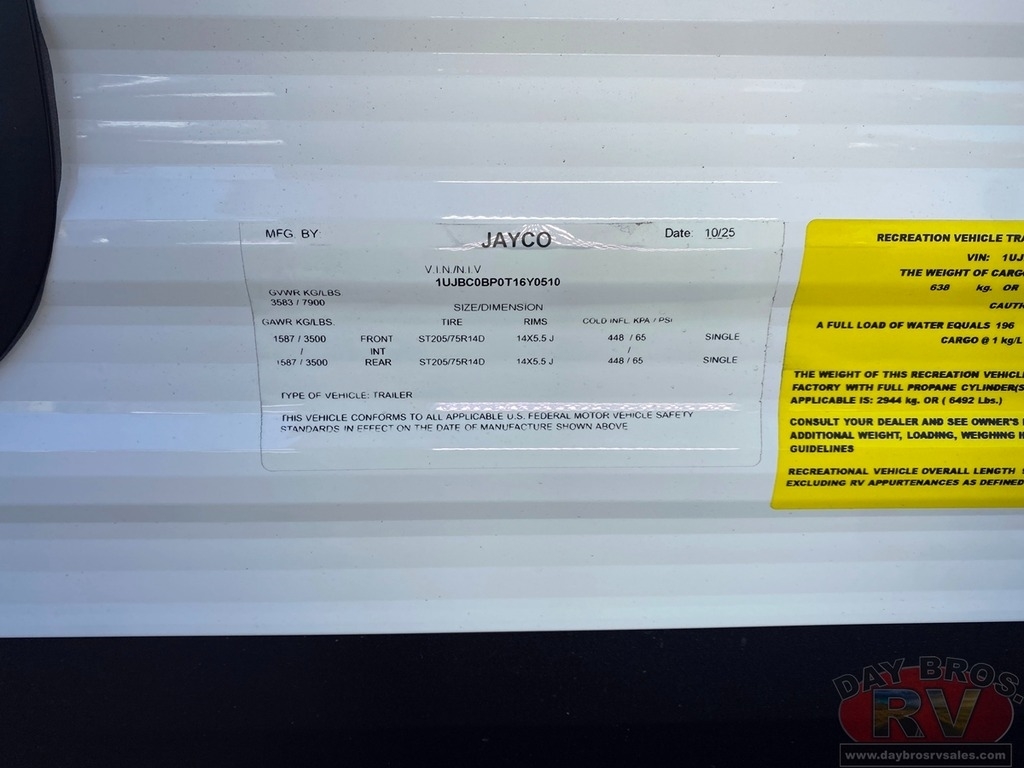 MFG. BY: JAYCO Date: 10/25
V.I.N./N.I.V
1UJBC0BP0T16Y0510
GVWR KG/LBS
3583 / 7900
SIZE/DIMENSION
GAWR KG/LBS. TIRE RIMS COLD INFL. KPA / PSI
1587 / 3500 FRONT ST205/75R14D 14X5.5 J 448 / 65 SINGLE
/ INT /
1587 / 3500 REAR ST205/75R14D 14X5.5 J 448 / 65 SINGLE
TYPE OF VEHICLE: TRAILER
THIS VEHICLE CONFORMS TO ALL APPLICABLE U.S. FEDERAL MOTOR VEHICLE SAFETY
STANDARDS IN EFFECT ON THE DATE OF MANUFACTURE SHOWN ABOVE
RECREATION VEHICLE TRA
VIN: 1UJ
THE WEIGHT OF CARGO
638 kg. OR
CAUTI
A FULL LOAD OF WATER EQUALS 196
CARGO @ 1 kg/L
THE WEIGHT OF THIS RECREATION VEHICLE
FACTORY WITH FULL PROPANE CYLINDER(S
APPLICABLE IS: 2944 kg. OR ( 6492 Lbs.)
CONSULT YOUR DEALER AND SEE OWNER'S
ADDITIONAL WEIGHT, LOADING, WEIGHING
GUIDELINES
RECREATIONAL VEHICLE OVERALL LENGTH
EXCLUDING RV APPURTENANCES AS DEFINED
DAY BROS.
RV
www.daybrosrvsales.com